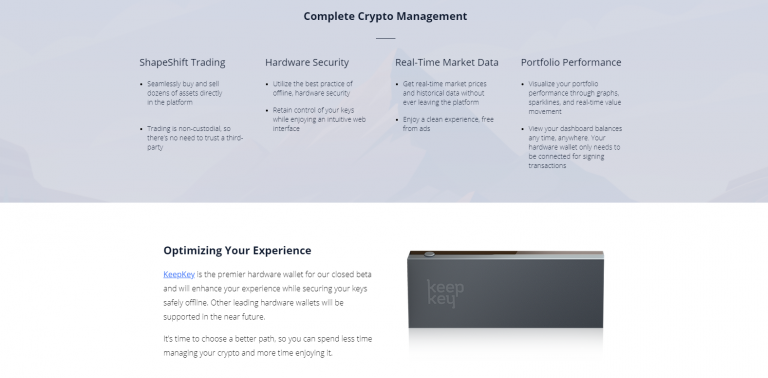 Complete Crypto Management
ShapeShift Trading
Seamlessly buy and sell
dozens of assets directly
in the platform
Trading is non-custodial, so
there's no need to trust a third-
party
Hardware Security
Utilize the best practice of
offline, hardware security
Retain control of your keys
while enjoying an intuitive web
interface
Real-Time Market Data
Get real-time market prices
and historical data without
ever leaving the platform
Enjoy a clean experience, free
from ads
Portfolio Performance
Visualize your portfolio
performance through graphs,
sparklines, and real-time value
movement
View your dashboard balances
any time, anywhere. Your
hardware wallet only needs to
be connected for signing
transactions
Optimizing Your Experience
KeepKey is the premier hardware wallet for our closed beta
and will enhance your experience while securing your keys
safely offline. Other leading hardware wallets will be
supported in the near future.
It's time to choose a better path, so you can spend less time
managing your crypto and more time enjoying it.
keep
key